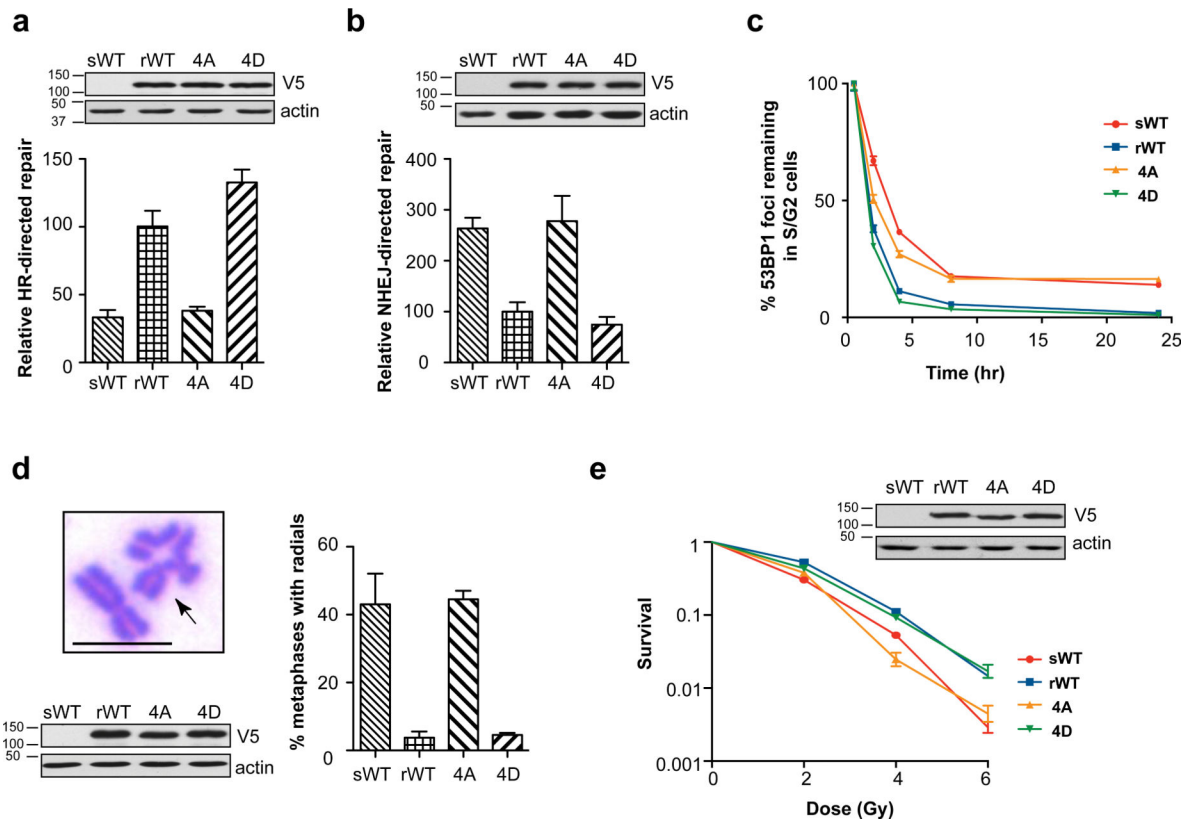 a
sWT rWT 4A 4D
150
100
V5
50
37
actin
Relative HR-directed repair
150
100
50
0
sWT rWT 4A 4D
b
sWT rWT 4A 4D
150
100
V5
50
actin
Relative NHEJ-directed repair
400
300
200
100
0
sWT rWT 4A 4D
c
% 53BP1 foci remaining
in S/G2 cells
100
50
0
0 5 10 15 20 25
Time (hr)
sWT
rWT
4A
4D
d
sWT rWT 4A 4D
150
100
V5
50
actin
% metaphases with radials
60
40
20
0
sWT rWT 4A 4D
e
sWT rWT 4A 4D
150
100
V5
50
actin
Survival
1
0.1
0.01
0.001
0 2 4 6
Dose (Gy)
sWT
rWT
4A
4D